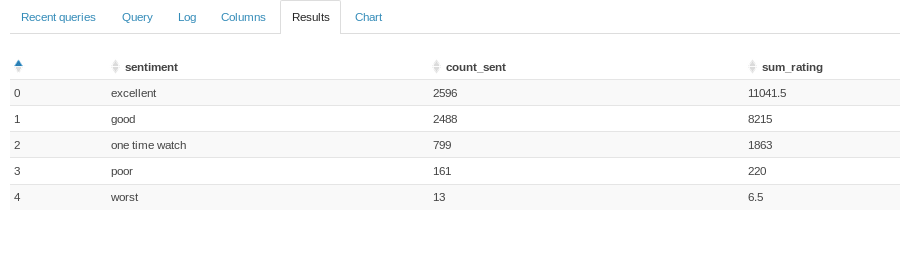 Recent queries Query Log Columns Results Chart
sentiment count_sent sum_rating
0 excellent 2596 11041.5
1 good 2488 8215
2 one time watch 799 1863
3 poor 161 220
4 worst 13 6.5